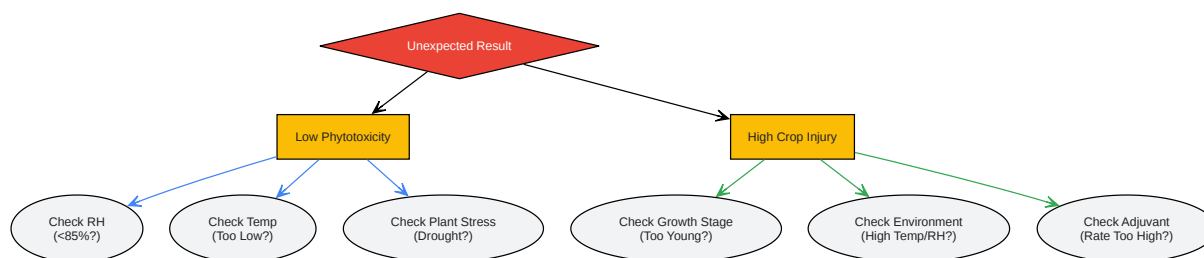 Unexpected Result
Low Phytotoxicity
High Crop Injury
Check RH
(<85%?)
Check Temp
(Too Low?)
Check Plant Stress
(Drought?)
Check Growth Stage
(Too Young?)
Check Environment
(High Temp/RH?)
Check Adjuvant
(Rate Too High?)